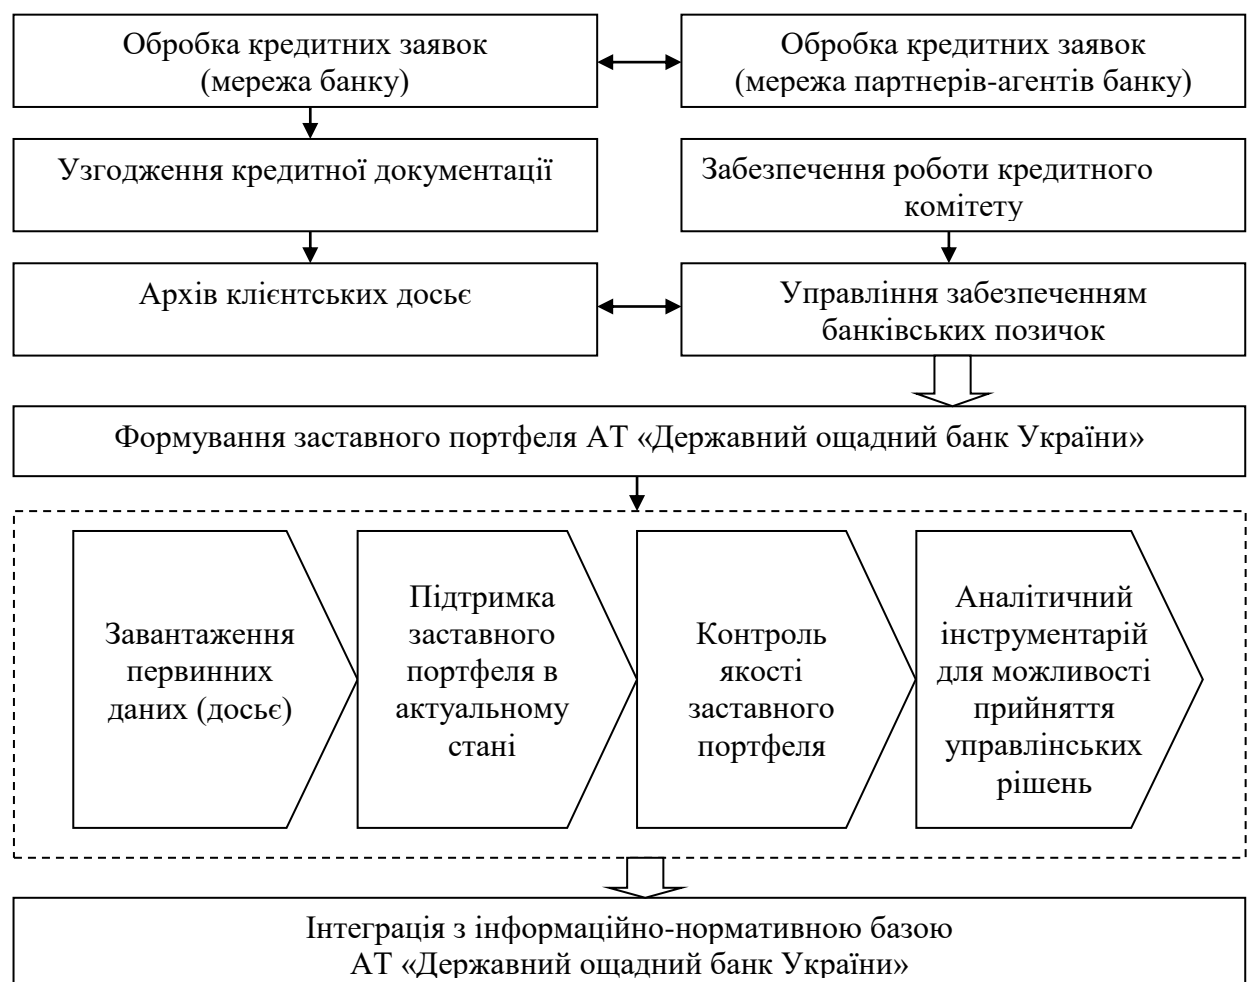 Обробка кредитних заявок
(мережа банку)
Обробка кредитних заявок
(мережа партнерів-агентів банку)
Узгодження кредитної документації
Забезпечення роботи кредитного
комітету
Архів клієнтських досьє
Управління забезпеченням
банківських позичок
Формування заставного портфеля АТ «Державний ощадний банк України»
Завантаження
первинних
даних (досьє)
Підтримка
заставного
портфеля в
актуальному
стані
Контроль
якості
заставного
портфеля
Аналітичний
інструментарій
для можливості
прийняття
управлінських
рішень
Інтеграція з інформаційно-нормативною базою
АТ «Державний ощадний банк України»